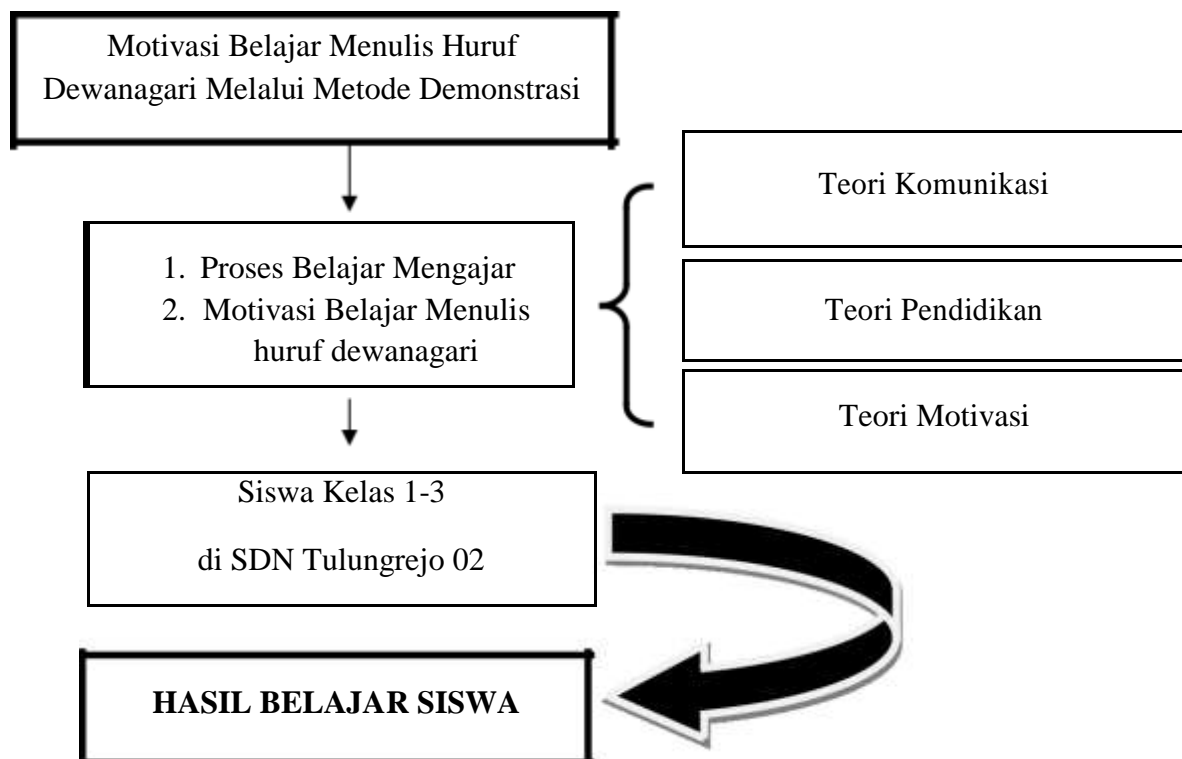 Motivasi Belajar Menulis Huruf
Dewanagari Melalui Metode Demonstrasi
Teori Komunikasi
1. Proses Belajar Mengajar
2. Motivasi Belajar Menulis
huruf dewanagari
Teori Pendidikan
Teori Motivasi
Siswa Kelas 1-3
di SDN Tulungrejo 02
HASIL BELAJAR SISWA